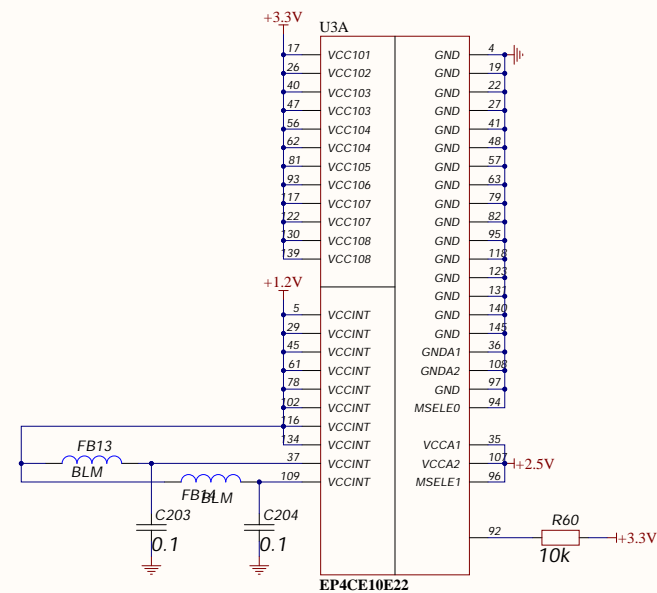 +3.3V
U3A
17 VCC101 GND 4
26 VCC102 GND 19
40 VCC103 GND 22
47 VCC103 GND 27
56 VCC104 GND 41
62 VCC104 GND 48
81 VCC105 GND 57
93 VCC106 GND 63
117 VCC107 GND 79
122 VCC107 GND 82
130 VCC108 GND 95
139 VCC108 GND 118
GND 123
+1.2V
GND 131
5 VCCINT GND 140
29 VCCINT GND 145
45 VCCINT GNDA1 36
61 VCCINT GNDA2 108
78 VCCINT GND 97
102 VCCINT MSELE0 94
116 VCCINT
134 VCCINT VCCA1 35
FB13
37 VCCINT VCCA2 107 +2.5V
BLM
109 VCCINT MSELE1 96
FB14 BLM
C203 C204
R60
92 +3.3V
0.1 0.1
10k
EP4CE10E22